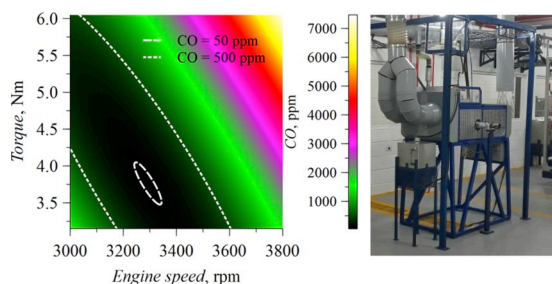 6.0
5.5
5.0
4.5
4.0
3.5
Torque, Nm
CO = 50 ppm
CO = 500 ppm
3000 3200 3400 3600 3800
Engine speed, rpm
7000
6000
5000
4000
3000
2000
1000
CO, ppm